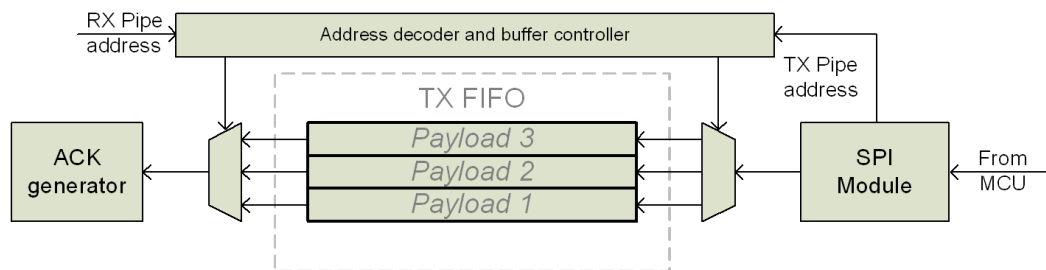 RX Pipe
address
Address decoder and buffer controller
TX Pipe
address
TX FIFO
Payload 3
Payload 2
Payload 1
ACK
generator
SPI
Module
From
MCU